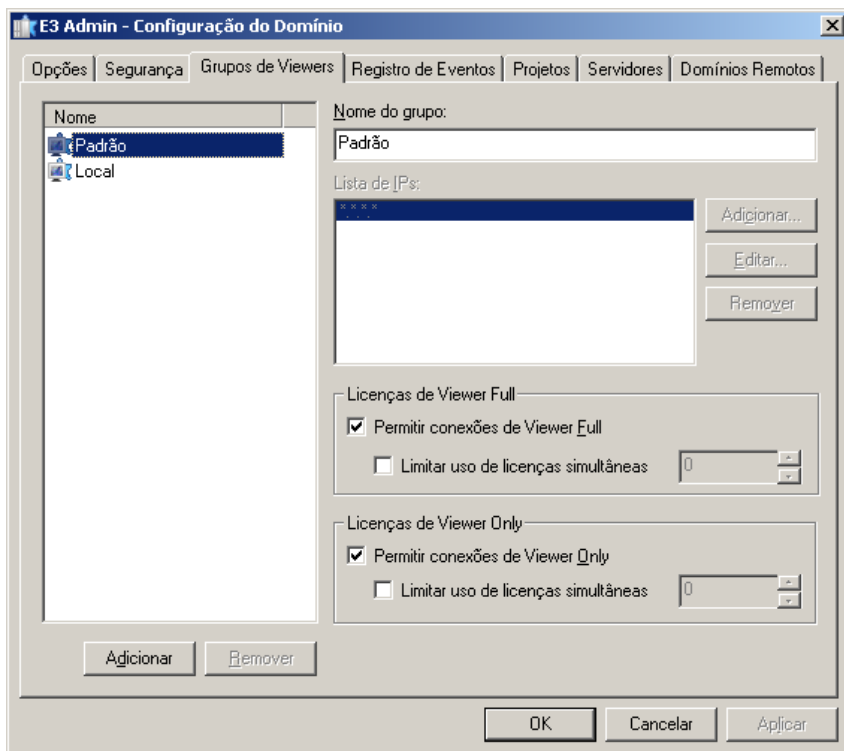 E3 Admin - Configuração do Domínio
Opções Segurança Grupos de Viewers Registro de Eventos Projetos Servidores Domínios Remotos
Nome
Padrão
Local
Nome do grupo:
Padrão
Lista de IPs:
*.*.*.*
Adicionar...
Editar...
Remover
Licenças de Viewer Full
Permitir conexões de Viewer Full
Limitar uso de licenças simultâneas 0
Licenças de Viewer Only
Permitir conexões de Viewer Only
Limitar uso de licenças simultâneas 0
Adicionar Remover
OK Cancelar Aplicar